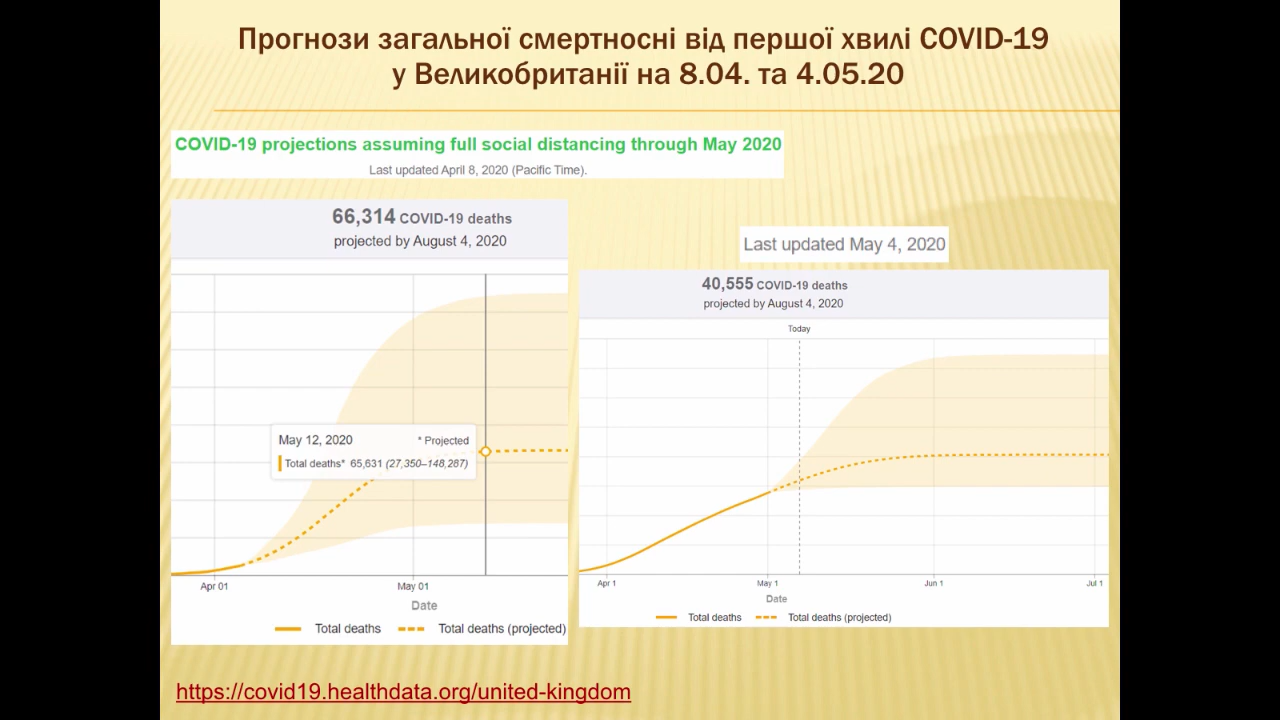 Прогнози загальної смертносні від першої хвилі COVID-19
у Великобританії на 8.04. та 4.05.20
COVID-19 projections assuming full social distancing through May 2020
Last updated April 8, 2020 (Pacific Time).
66,314 COVID-19 deaths
projected by August 4, 2020
May 12, 2020 * Projected
Total deaths* 65,631 (27,350–148,287)
Apr 01 May 01
Date
Total deaths Total deaths (projected)
Last updated May 4, 2020
40,555 COVID-19 deaths
projected by August 4, 2020
Today
Apr 1 May 1 Jun 1 Jul 1
Date
Total deaths Total deaths (projected)
https://covid19.healthdata.org/united-kingdom